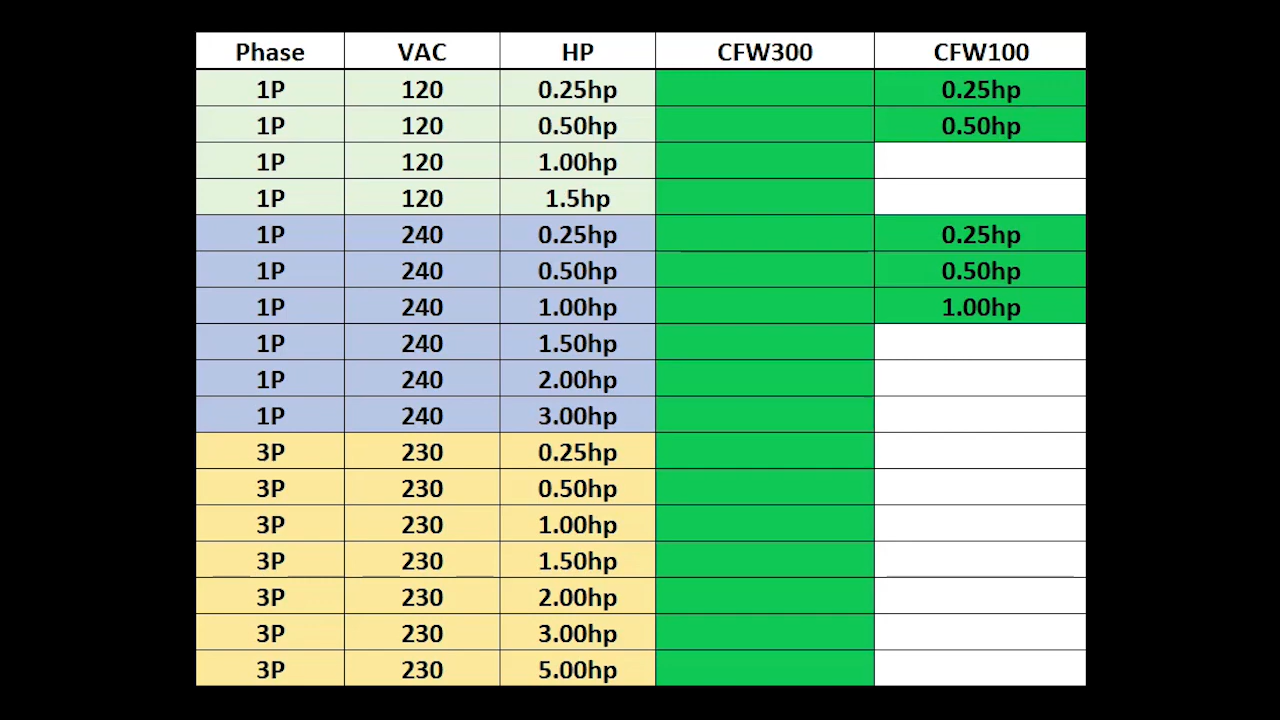 Phase VAC HP CFW300 CFW100
1P 120 0.25hp 0.25hp
1P 120 0.50hp 0.50hp
1P 120 1.00hp
1P 120 1.5hp
1P 240 0.25hp 0.25hp
1P 240 0.50hp 0.50hp
1P 240 1.00hp 1.00hp
1P 240 1.50hp
1P 240 2.00hp
1P 240 3.00hp
3P 230 0.25hp
3P 230 0.50hp
3P 230 1.00hp
3P 230 1.50hp
3P 230 2.00hp
3P 230 3.00hp
3P 230 5.00hp